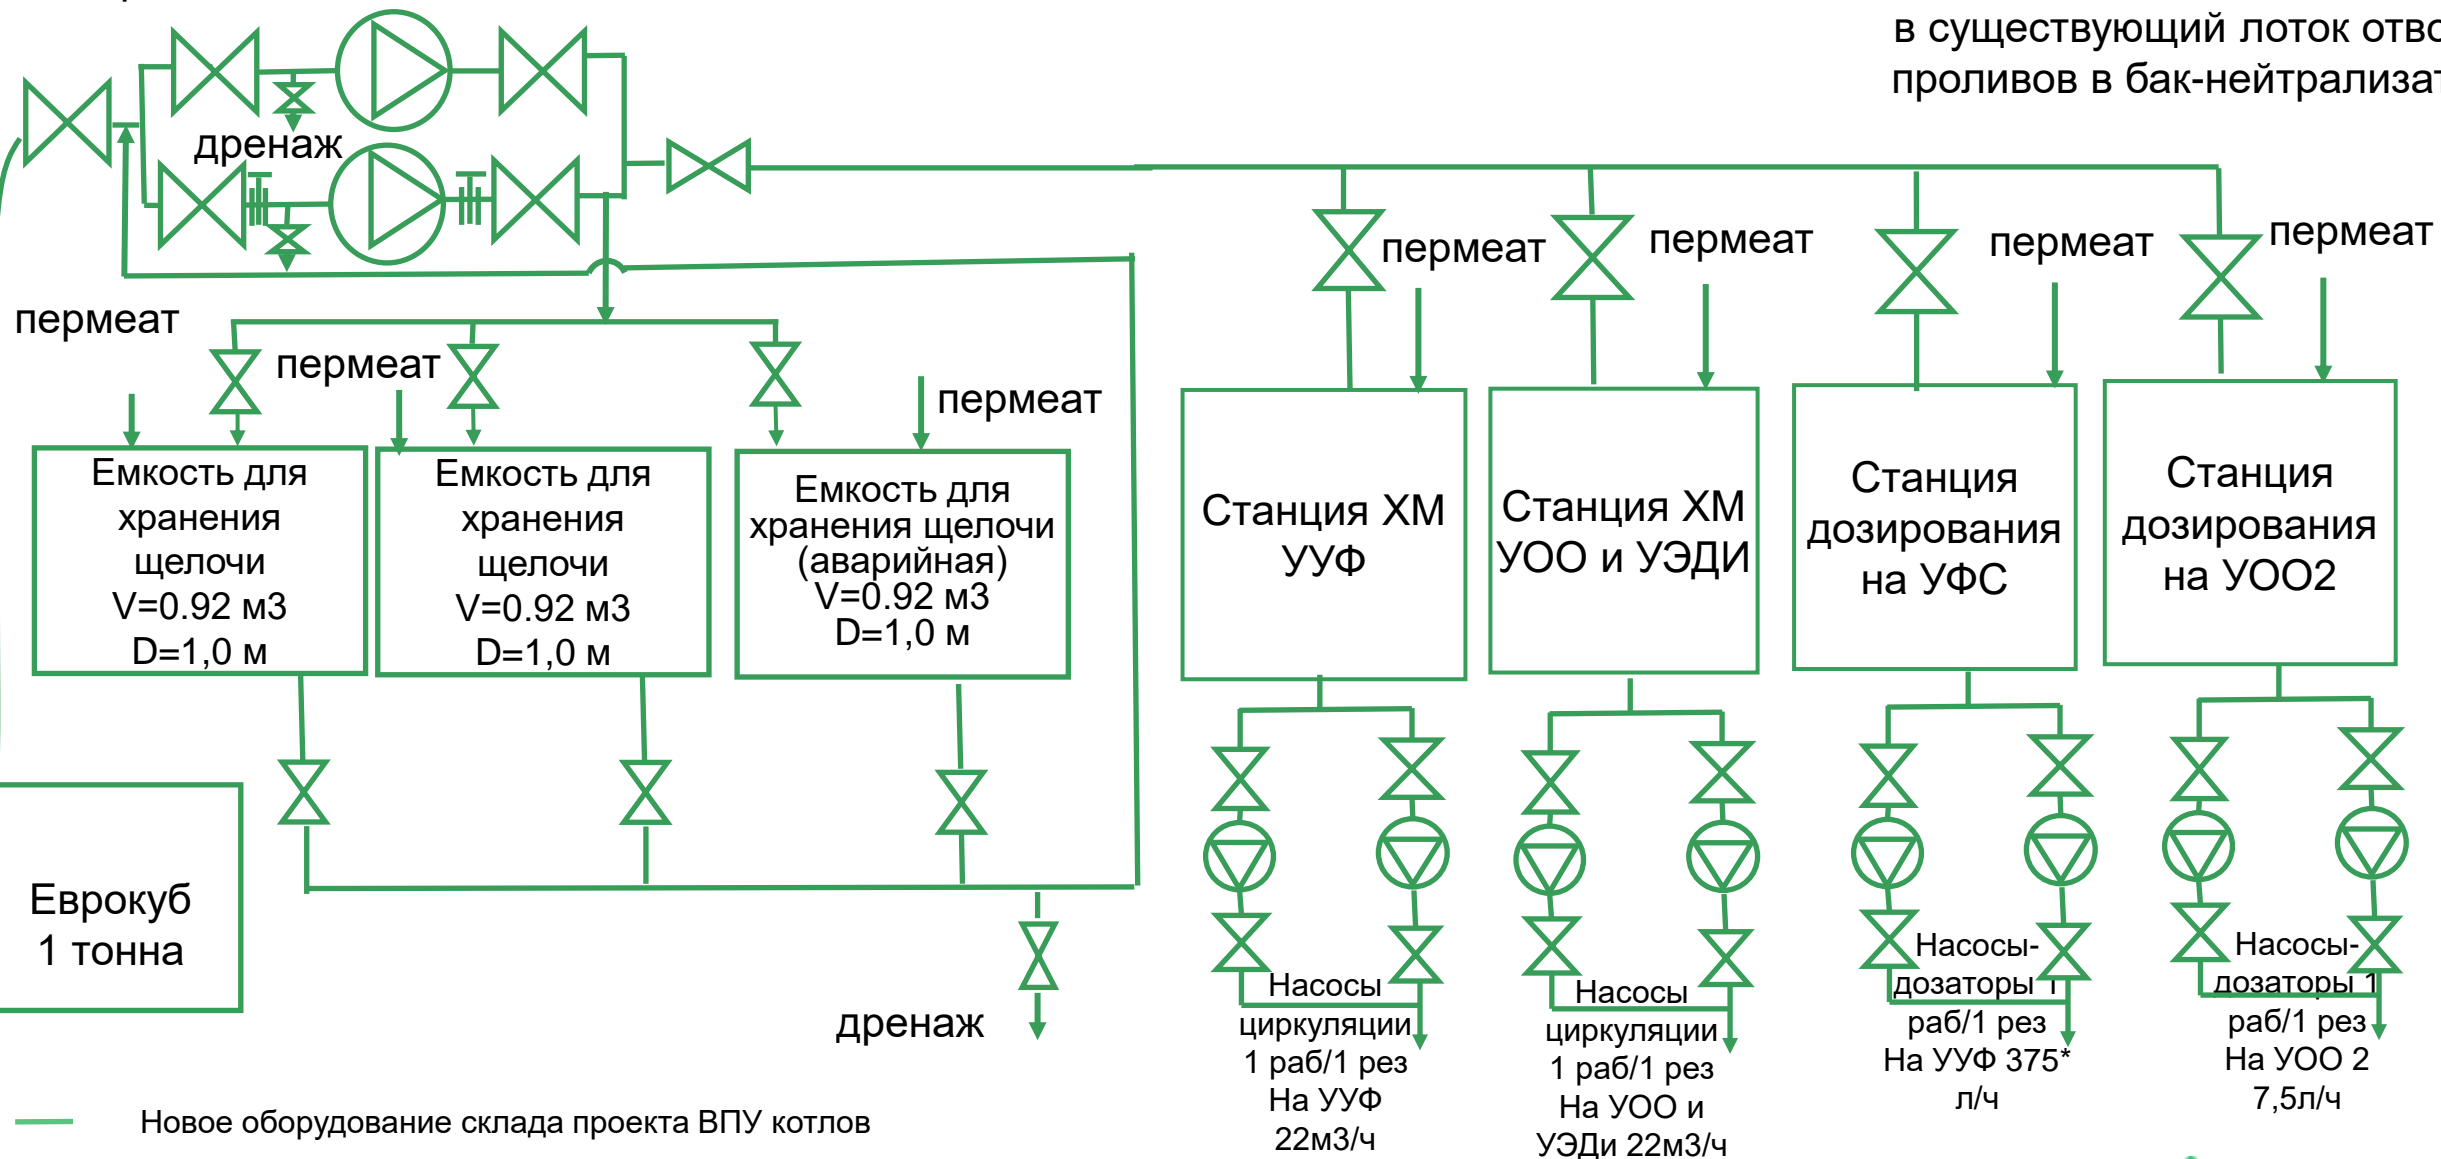 в существующий лоток
проливов в
дренаж
пермеат
пермеат
пермеат
пермеат
пермеат
пермеат
пермеат
Емкость для
хранения
щелочи
V=0.92 м3
D=1,0 м
Емкость для
хранения
щелочи
V=0.92 м3
D=1,0 м
Емкость для
хранения щелочи
(аварийная)
V=0.92 м3
D=1,0 м
Станция ХМ
УУФ
Станция ХМ
УОО и УЭДИ
Станция
дозирования
на УФС
Станция
дозирования
на УОО2
Еврокуб
1 тонна
дренаж
Насосы
циркуляции
1 раб/1 рез
На УУФ
22м3/ч
Насосы
циркуляции
1 раб/1 рез
На УОО и
УЭДи 22м3/ч
Насосы-
дозаторы 1
раб/1 рез
На УУФ 375*
л/ч
Насосы-
дозаторы 1
раб/1 рез
На УОО 2
7,5л/ч
Новое оборудование склада проекта ВПУ котлов